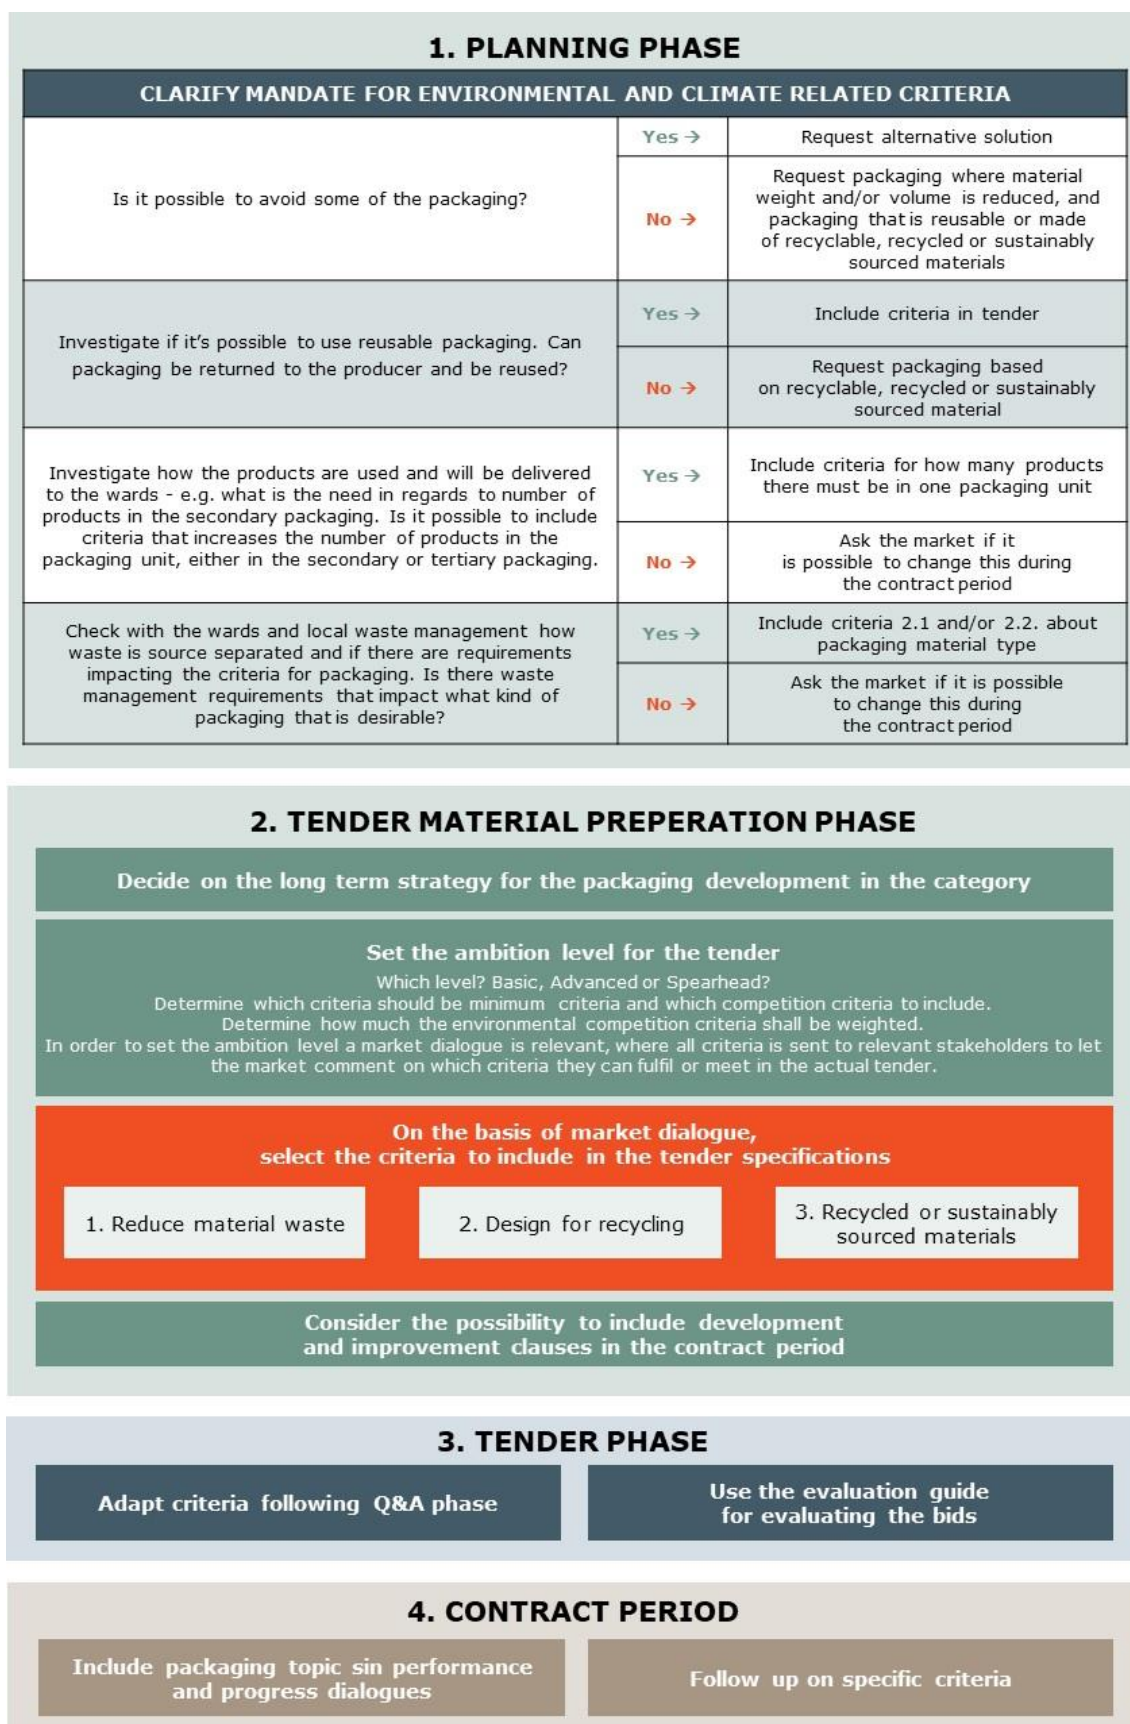 1. PLANNING PHASE
CLARIFY MANDATE FOR ENVIRONMENTAL AND CLIMATE RELATED CRITERIA
Is it possible to avoid some of the packaging?
Yes →
Request alternative solution
No →
Request packaging where material
weight and/or volume is reduced, and
packaging that is reusable or made
of recyclable, recycled or sustainably
sourced materials
Investigate if it's possible to use reusable packaging. Can
packaging be returned to the producer and be reused?
Yes →
Include criteria in tender
No →
Request packaging based
on recyclable, recycled or sustainably
sourced material
Investigate how the products are used and will be delivered
to the wards - e.g. what is the need in regards to number of
products in the secondary packaging. Is it possible to include
criteria that increases the number of products in the
packaging unit, either in the secondary or tertiary packaging.
Yes →
Include criteria for how many products
there must be in one packaging unit
No →
Ask the market if it
is possible to change this during
the contract period
Check with the wards and local waste management how
waste is source separated and if there are requirements
impacting the criteria for packaging. Is there waste
management requirements that impact what kind of
packaging that is desirable?
Yes →
Include criteria 2.1 and/or 2.2. about
packaging material type
No →
Ask the market if it is possible
to change this during
the contract period
2. TENDER MATERIAL PREPERATION PHASE
Decide on the long term strategy for the packaging development in the category
Set the ambition level for the tender
Which level? Basic, Advanced or Spearhead?
Determine which criteria should be minimum criteria and which competition criteria to include.
Determine how much the environmental competition criteria shall be weighted.
In order to set the ambition level a market dialogue is relevant, where all criteria is sent to relevant stakeholders to let
the market comment on which criteria they can fulfil or meet in the actual tender.
On the basis of market dialogue,
select the criteria to include in the tender specifications
1. Reduce material waste
2. Design for recycling
3. Recycled or sustainably
sourced materials
Consider the possibility to include development
and improvement clauses in the contract period
3. TENDER PHASE
Adapt criteria following Q&A phase
Use the evaluation guide
for evaluating the bids
4. CONTRACT PERIOD
Include packaging topic sin performance
and progress dialogues
Follow up on specific criteria